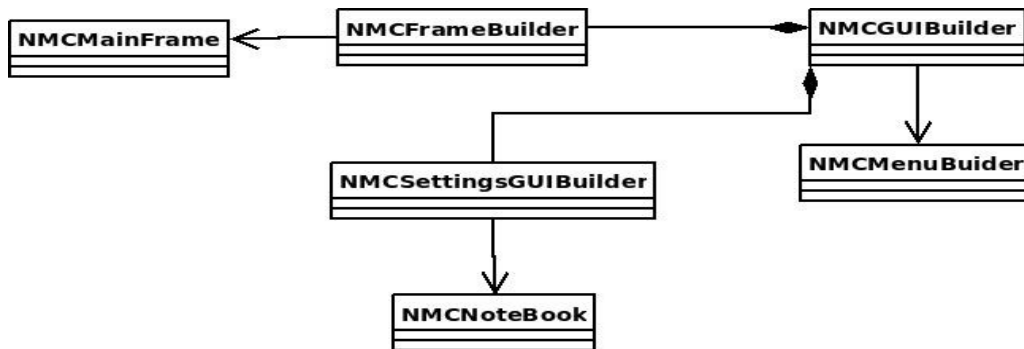 NMCMainFrame
NMCFrameBuilder
NMCGUIBuilder
NMCMenuBuider
NMCSettingsGUIBuilder
NMCNoteBook